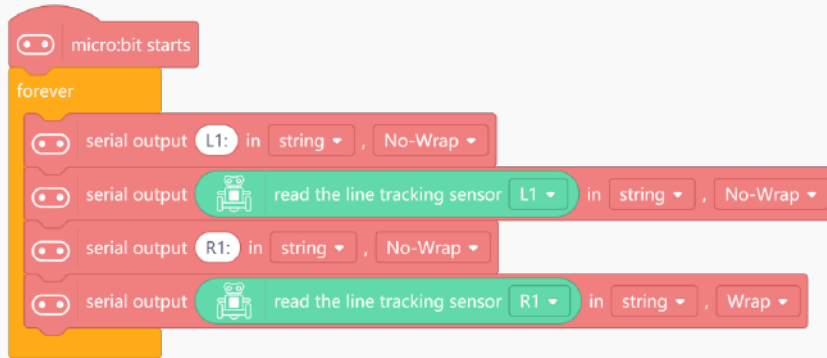 micro:bit starts
forever
serial output L1: in string , No-Wrap
serial output read the line tracking sensor L1 in string , No-Wrap
serial output R1: in string , No-Wrap
serial output read the line tracking sensor R1 in string , Wrap